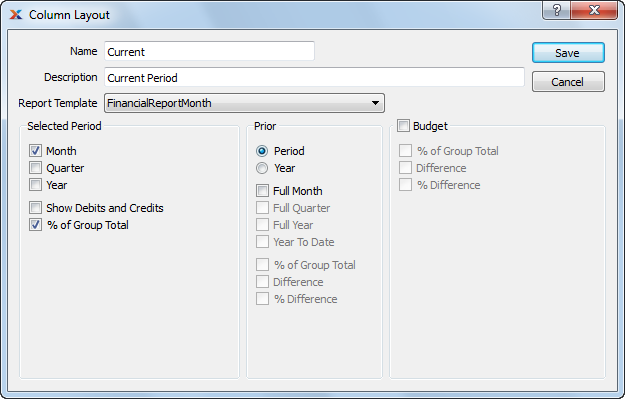 Column Layout
?
Name
Current
Save
Description
Current Period
Cancel
Report Template
FinancialReportMonth
Selected Period
Month
Quarter
Year
Show Debits and Credits
% of Group Total
Prior
Period
Year
Full Month
Full Quarter
Full Year
Year To Date
% of Group Total
Difference
% Difference
Budget
% of Group Total
Difference
% Difference